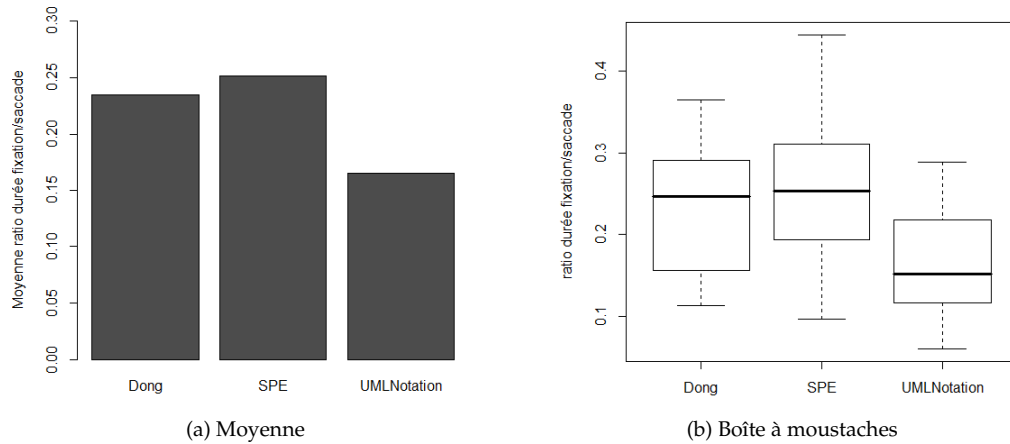 Moyenne ratio durée fixation/saccade
0.30
0.25
0.20
0.15
0.10
0.05
0.00
Dong SPE UMLNotation
(a) Moyenne
ratio durée fixation/saccade
0.4
0.3
0.2
0.1
Dong SPE UMLNotation
(b) Boîte à moustaches